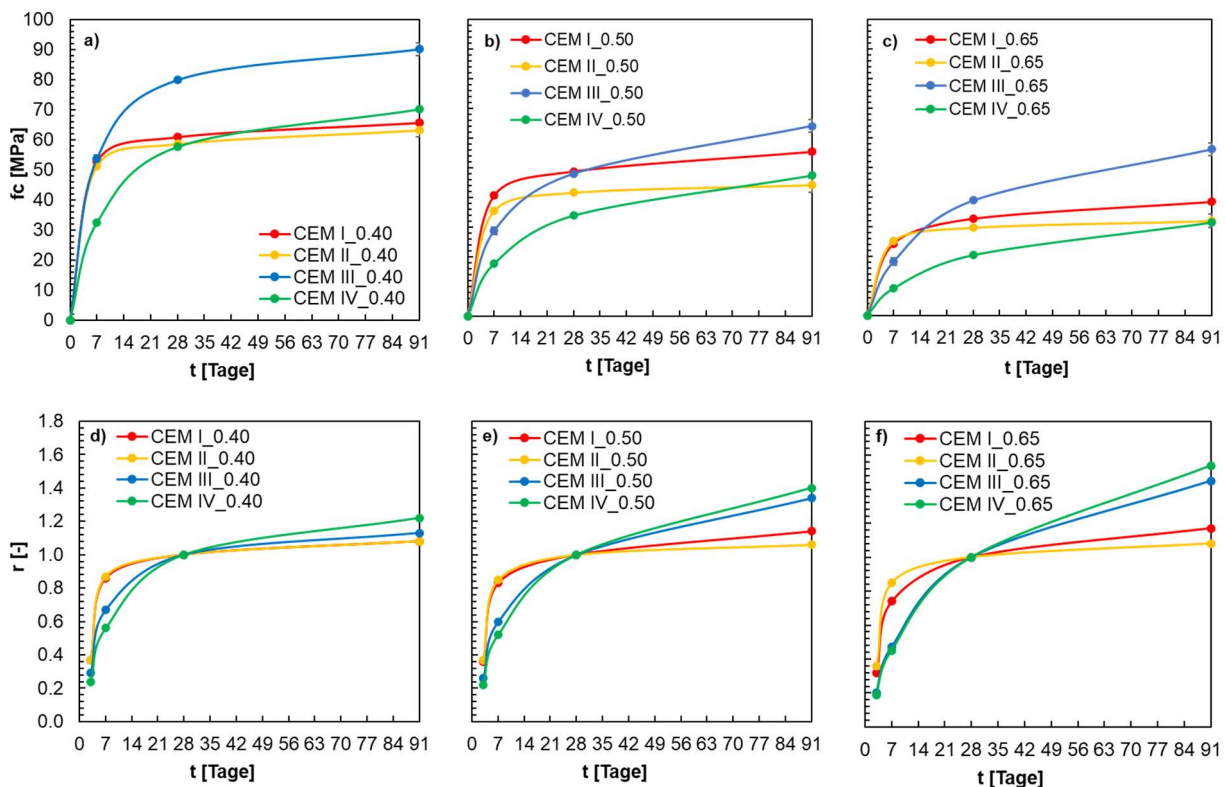 a)
fc [MPa]
100
90
80
70
60
50
40
30
20
10
0
CEM I_0.40
CEM II_0.40
CEM III_0.40
CEM IV_0.40
0 7 14 21 28 35 42 49 56 63 70 77 84 91
t [Tage]
b)
CEM I_0.50
CEM II_0.50
CEM III_0.50
CEM IV_0.50
0 7 14 21 28 35 42 49 56 63 70 77 84 91
t [Tage]
c)
CEM I_0.65
CEM II_0.65
CEM III_0.65
CEM IV_0.65
0 7 14 21 28 35 42 49 56 63 70 77 84 91
t [Tage]
d)
r [-]
1.8
1.6
1.4
1.2
1.0
0.8
0.6
0.4
0.2
0.0
CEM I_0.40
CEM II_0.40
CEM III_0.40
CEM IV_0.40
0 7 14 21 28 35 42 49 56 63 70 77 84 91
t [Tage]
e)
CEM I_0.50
CEM II_0.50
CEM III_0.50
CEM IV_0.50
0 7 14 21 28 35 42 49 56 63 70 77 84 91
t [Tage]
f)
CEM I_0.65
CEM II_0.65
CEM III_0.65
CEM IV_0.65
0 7 14 21 28 35 42 49 56 63 70 77 84 91
t [Tage]